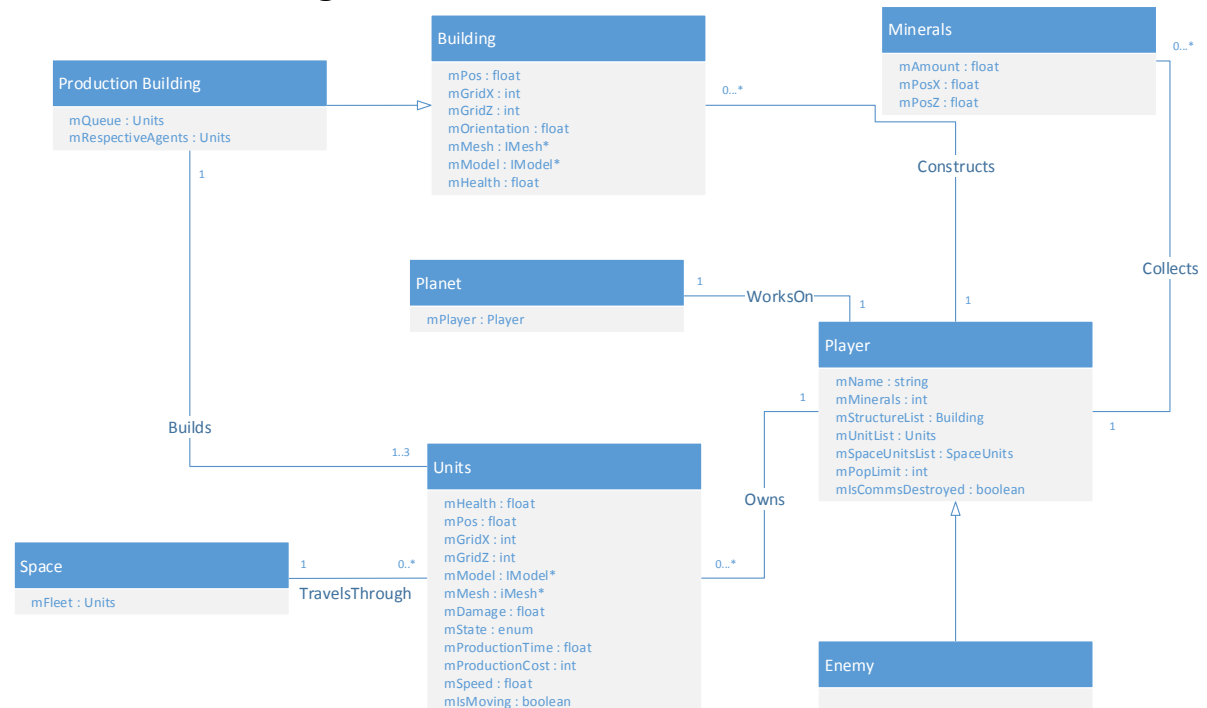 Building
mPos : float
mGridX : int
mGridZ : int
mOrientation : float
mMesh : IMesh*
mModel : IModel*
mHealth : float
Minerals
mAmount : float
mPosX : float
mPosZ : float
0...*
Production Building
mQueue : Units
mRespectiveAgents : Units
0...*
1
Constructs
Collects
Planet
mPlayer : Player
1
WorksOn
1
1
Player
mName : string
mMinerals : int
mStructureList : Building
mUnitList : Units
mSpaceUnitsList : SpaceUnits
mPopLimit : int
mIsCommsDestroyed : boolean
1
1
Builds
1..3
Units
mHealth : float
mPos : float
mGridX : int
mGridZ : int
mModel : IModel*
mMesh : iMesh*
mDamage : float
mState : enum
mProductionTime : float
mProductionCost : int
mSpeed : float
mIsMoving : boolean
Owns
0...*
Space
mFleet : Units
1
0..*
TravelsThrough
Enemy